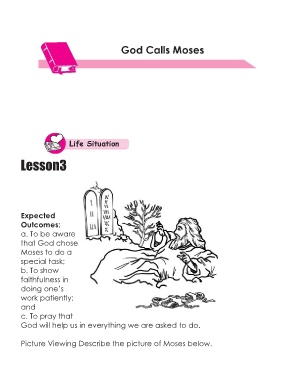 God Calls Moses
Life Situation
Lesson3
Expected
Outcomes:
a. To be aware
that God chose
Moses to do a
special task;
b. To show
faithfulness in
doing one's
work patiently;
and
c. To pray that
God will help us in everything we are asked to do.
Picture Viewing Describe the picture of Moses below.